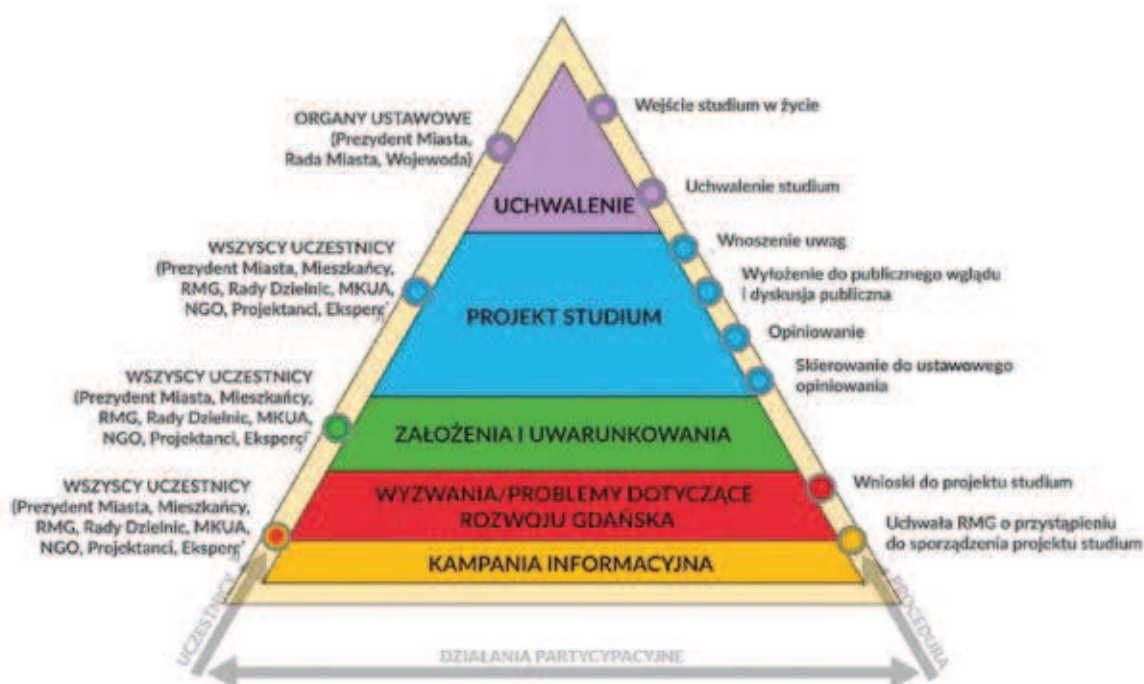 Wejście studium w życie
ORGANY USTAWOWE
(Prezydent Miasta,
Rada Miasta, Wojewoda)
Uchwalenie studium
UCHWALENIE
Wnoszenie uwag
WSZYSCY UCZESTNICY
(Prezydent Miasta, Mieszkańcy,
RMG, Rady Dzielnic, MKUA,
NGO, Projektanci, Eksperci
Wyłożenie do publicznego wglądu
i dyskusja publiczna
PROJEKT STUDIUM
Opiniowanie
Skierowanie do ustawowego
opiniowania
WSZYSCY UCZESTNICY
(Prezydent Miasta, Mieszkańcy,
RMG, Rady Dzielnic, MKUA,
NGO, Projektanci, Eksperci
ZAŁOŻENIA I UWARUNKOWANIA
WSZYSCY UCZESTNICY
(Prezydent Miasta, Mieszkańcy,
RMG, Rady Dzielnic, MKUA,
NGO, Projektanci, Eksperci
WYZWANIA/PROBLEMY DOTYCZĄCE
ROZWOJU GDAŃSKA
Wnioski do projektu studium
Uchwała RMG o przystąpieniu
do sporządzenia projektu studium
KAMPANIA INFORMACYJNA
UCZESTNICY
PROCEDURA
DZIAŁANIA PARTYCYPACYJNE